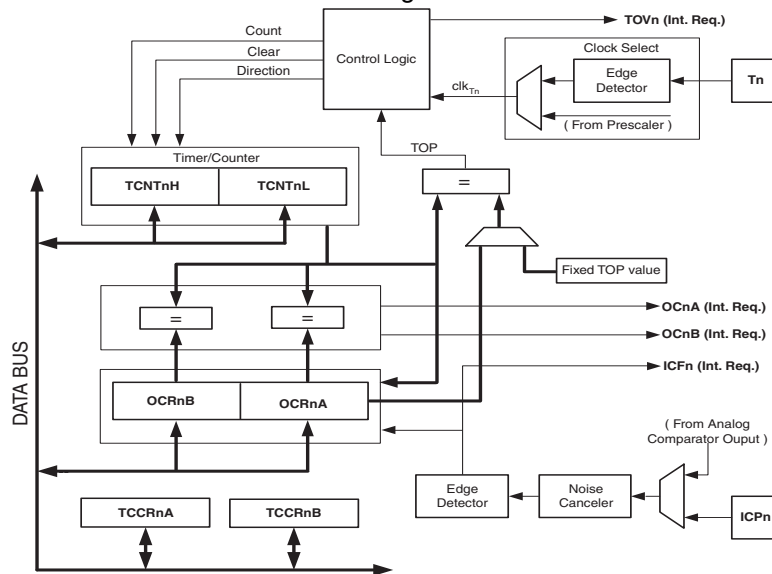 TOVn (Int. Req.)
Count
Clear
Direction
Control Logic
Clock Select
Edge
Detector
Tn
clkTn
( From Prescaler )
TOP
Timer/Counter
TCNTnH
TCNTnL
=
Fixed TOP value
=
=
OCnA (Int. Req.)
OCnB (Int. Req.)
ICFn (Int. Req.)
DATA BUS
OCRnB
OCRnA
( From Analog
Comparator Ouput )
TCCRnA
TCCRnB
Edge
Detector
Noise
Canceler
ICPn